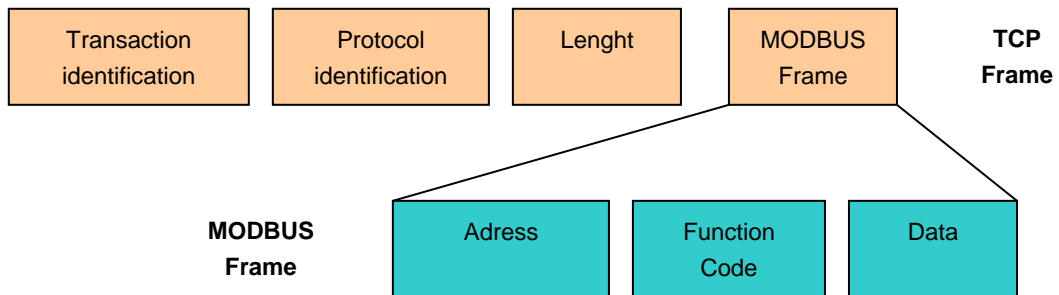 Transaction
identification
Protocol
identification
Lenght
MODBUS
Frame
TCP
Frame
MODBUS
Frame
Adress
Function
Code
Data